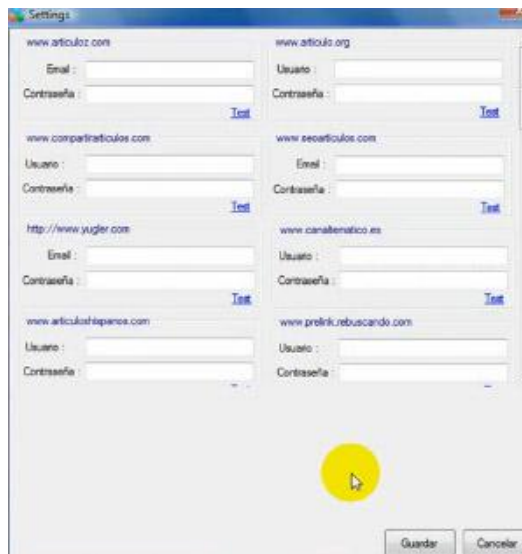 Settings
www.articuloz.com
Email :
Contraseña :
Test
www.articulo.org
Usuario :
Contraseña :
Test
www.compartirarticulos.com
Usuario :
Contraseña :
Test
www.seoarticulos.com
Email :
Contraseña :
Test
http://www.yugler.com
Email :
Contraseña :
Test
www.canaltematico.es
Usuario :
Contraseña :
Test
www.articuloshispanos.com
Usuario :
Contraseña :
www.prelink.rebuscando.com
Usuario :
Contraseña :
Guardar
Cancelar